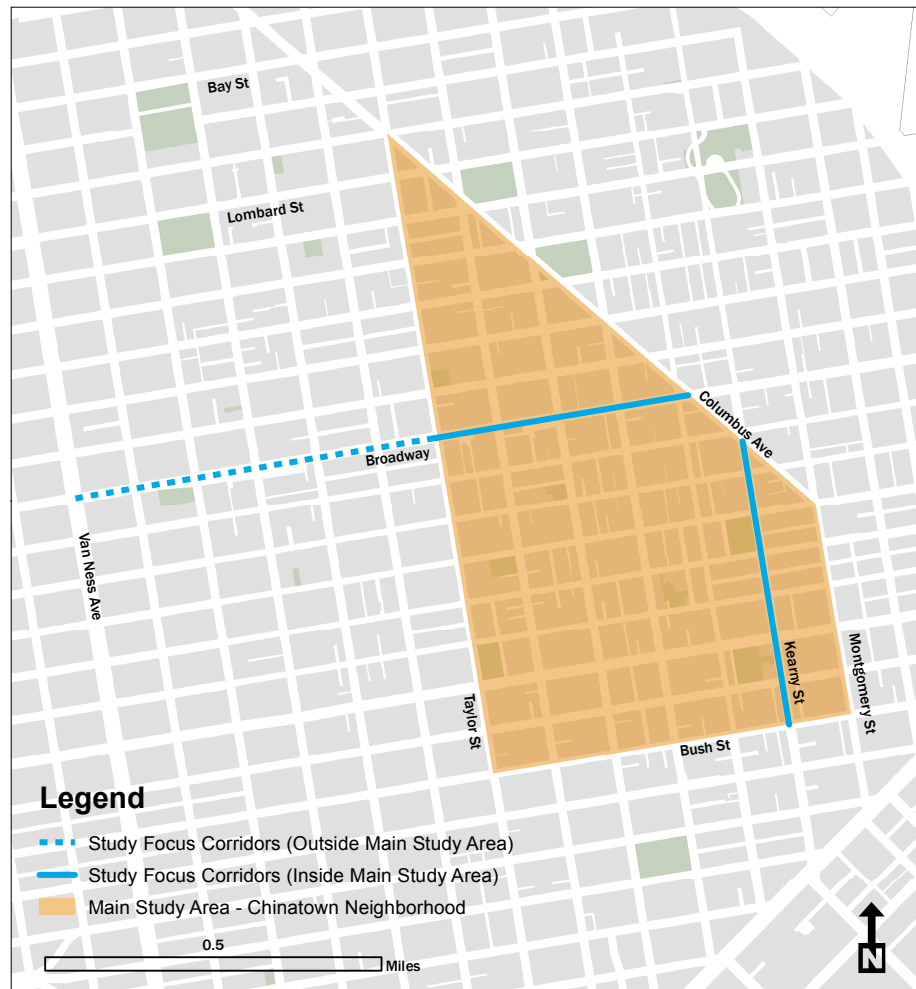 Bay St
Lombard St
Columbus Ave
Broadway
Van Ness Ave
Kearny St
Montgomery St
Taylor St
Bush St
Legend
Study Focus Corridors (Outside Main Study Area)
Study Focus Corridors (Inside Main Study Area)
Main Study Area - Chinatown Neighborhood
0.5
Miles
N